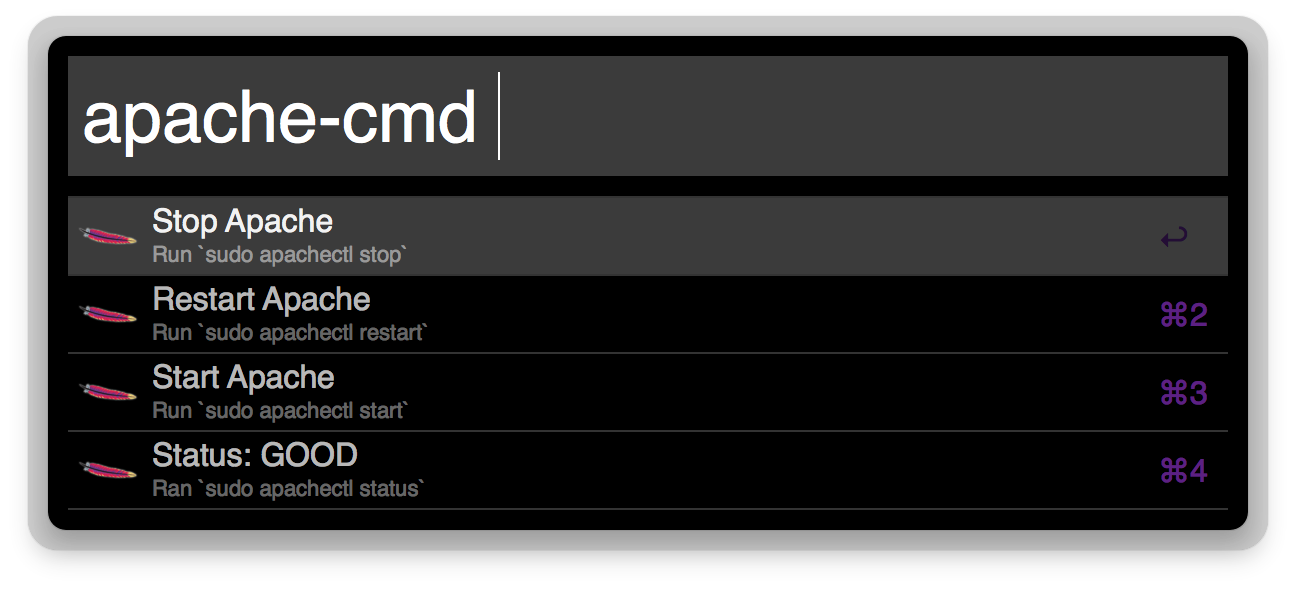 apache-cmd
Stop Apache
Run `sudo apachectl stop`
↩
Restart Apache
Run `sudo apachectl restart`
⌘2
Start Apache
Run `sudo apachectl start`
⌘3
Status: GOOD
Ran `sudo apachectl status`
⌘4